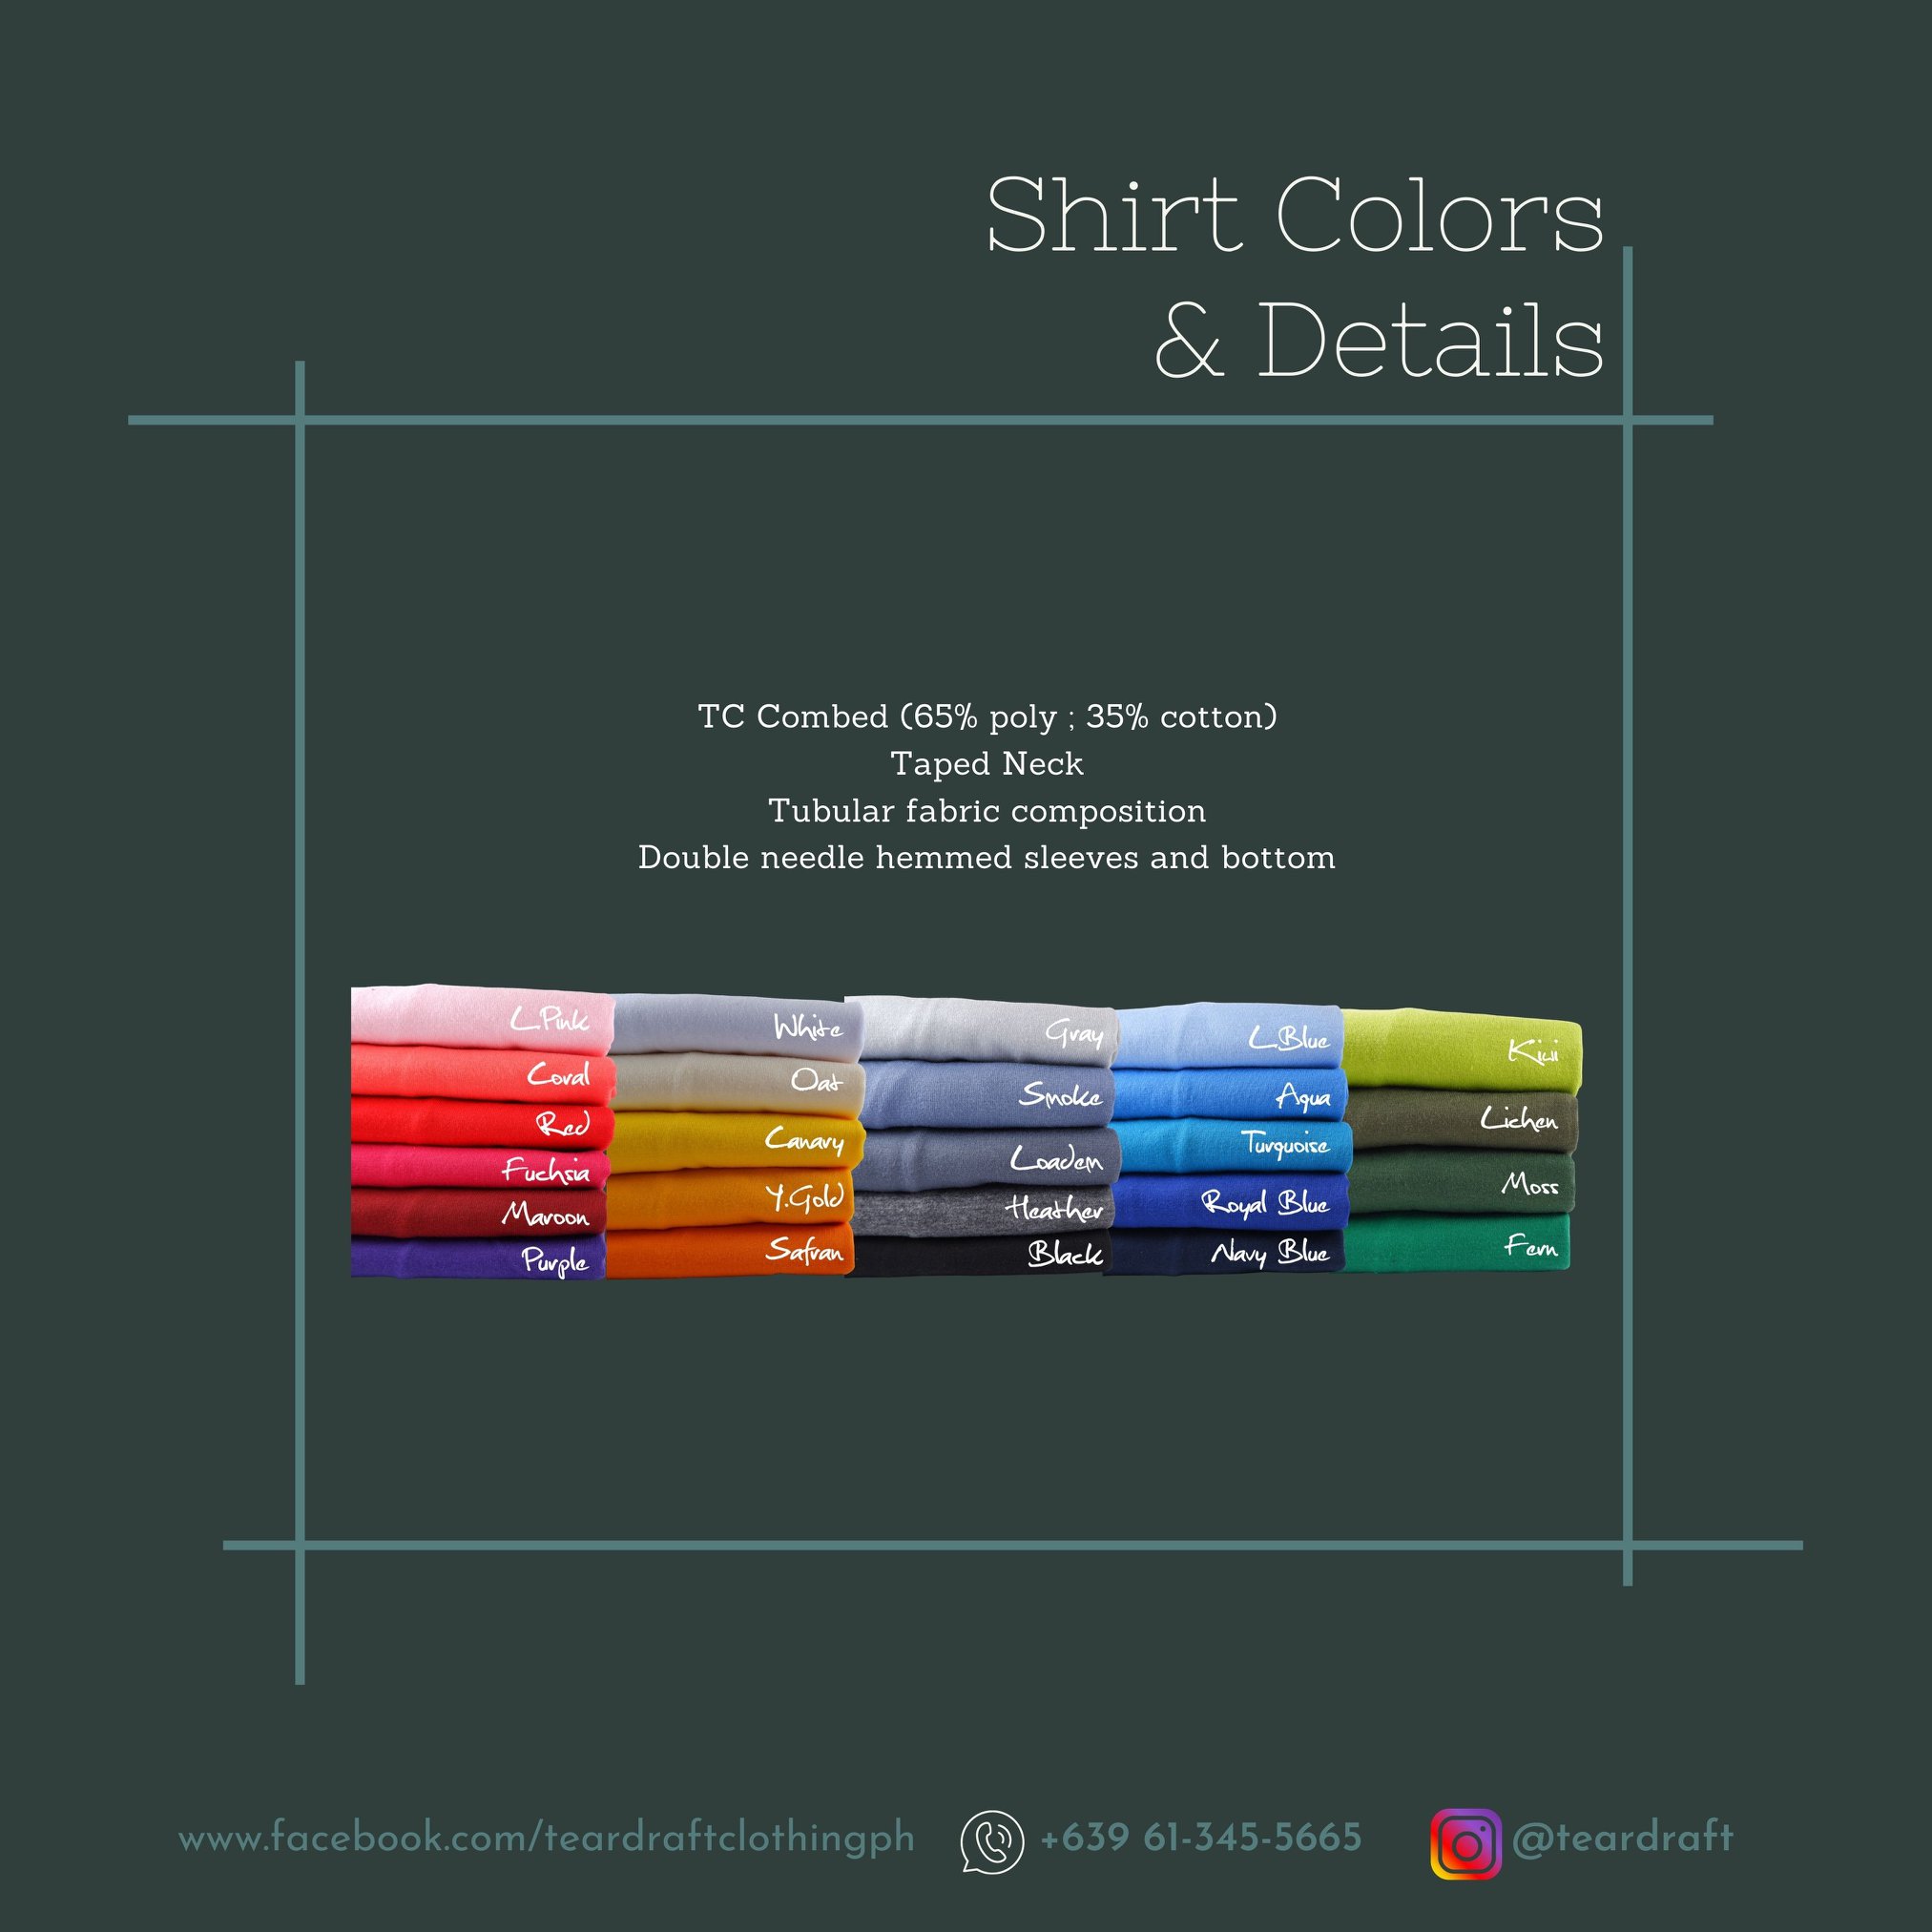 Shirt Colors
& Details
TC Combed (65% poly ; 35% cotton)
Taped Neck
Tubular fabric composition
Double needle hemmed sleeves and bottom
L.Pink
Coral
Red
Fuchsia
Maroon
Purple
White
Oat
Canary
Y.Gold
Safran
Gray
Smoke
Loadem
Heather
Black
L.Blue
Aqua
Turquoise
Royal Blue
Navy Blue
Kiwi
Lichen
Moss
Fern
www.facebook.com/teardraftclothingph
+639 61-345-5665
@teardraft